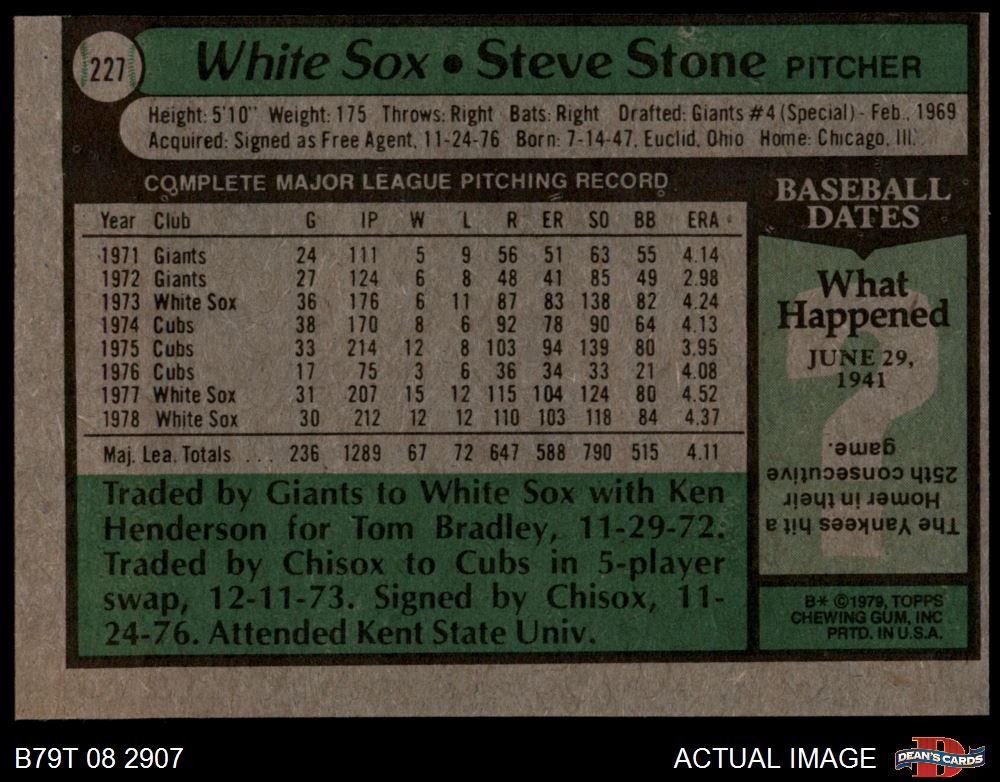 227 White Sox • Steve Stone PITCHER
Height: 5'10" Weight: 175 Throws: Right Bats: Right Drafted: Giants #4 (Special) - Feb., 1969
Acquired: Signed as Free Agent, 11-24-76 Born: 7-14-47, Euclid, Ohio Home: Chicago, Ill.
COMPLETE MAJOR LEAGUE PITCHING RECORD
Year Club G IP W L R ER SO BB ERA
1971 Giants 24 111 5 9 56 51 63 55 4.14
1972 Giants 27 124 6 8 48 41 85 49 2.98
1973 White Sox 36 176 6 11 87 83 138 82 4.24
1974 Cubs 38 170 8 6 92 78 90 64 4.13
1975 Cubs 33 214 12 8 103 94 139 80 3.95
1976 Cubs 17 75 3 6 36 34 33 21 4.08
1977 White Sox 31 207 15 12 115 104 124 80 4.52
1978 White Sox 30 212 12 12 110 103 118 84 4.37
Maj. Lea. Totals ... 236 1289 67 72 647 588 790 515 4.11
Traded by Giants to White Sox with Ken
Henderson for Tom Bradley, 11-29-72.
Traded by Chisox to Cubs in 5-player
swap, 12-11-73. Signed by Chisox, 11-
24-76. Attended Kent State Univ.
BASEBALL
DATES
What
Happened
JUNE 29,
1941
?
The Yankees hit a
Homer in their
25th consecutive
game.
B* ©1979, TOPPS
CHEWING GUM, INC
PRTD. IN U.S.A.
B79T 08 2907
ACTUAL IMAGE
D
DEAN'S CARDS